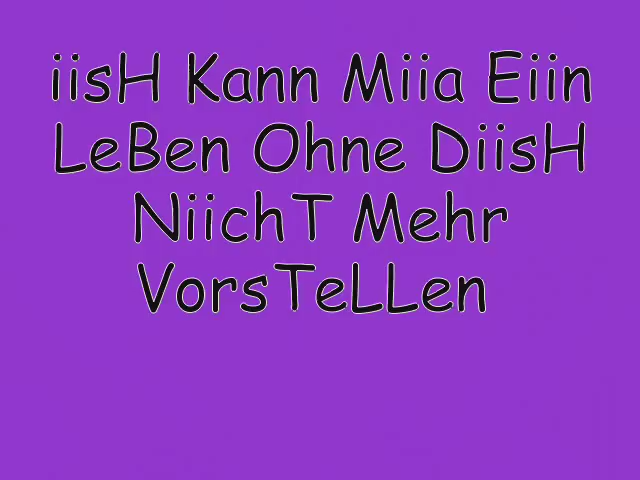 iisH Kann Miia Eiin
LeBen Ohne DiisH
NiichT Mehr
VorsTeLLen